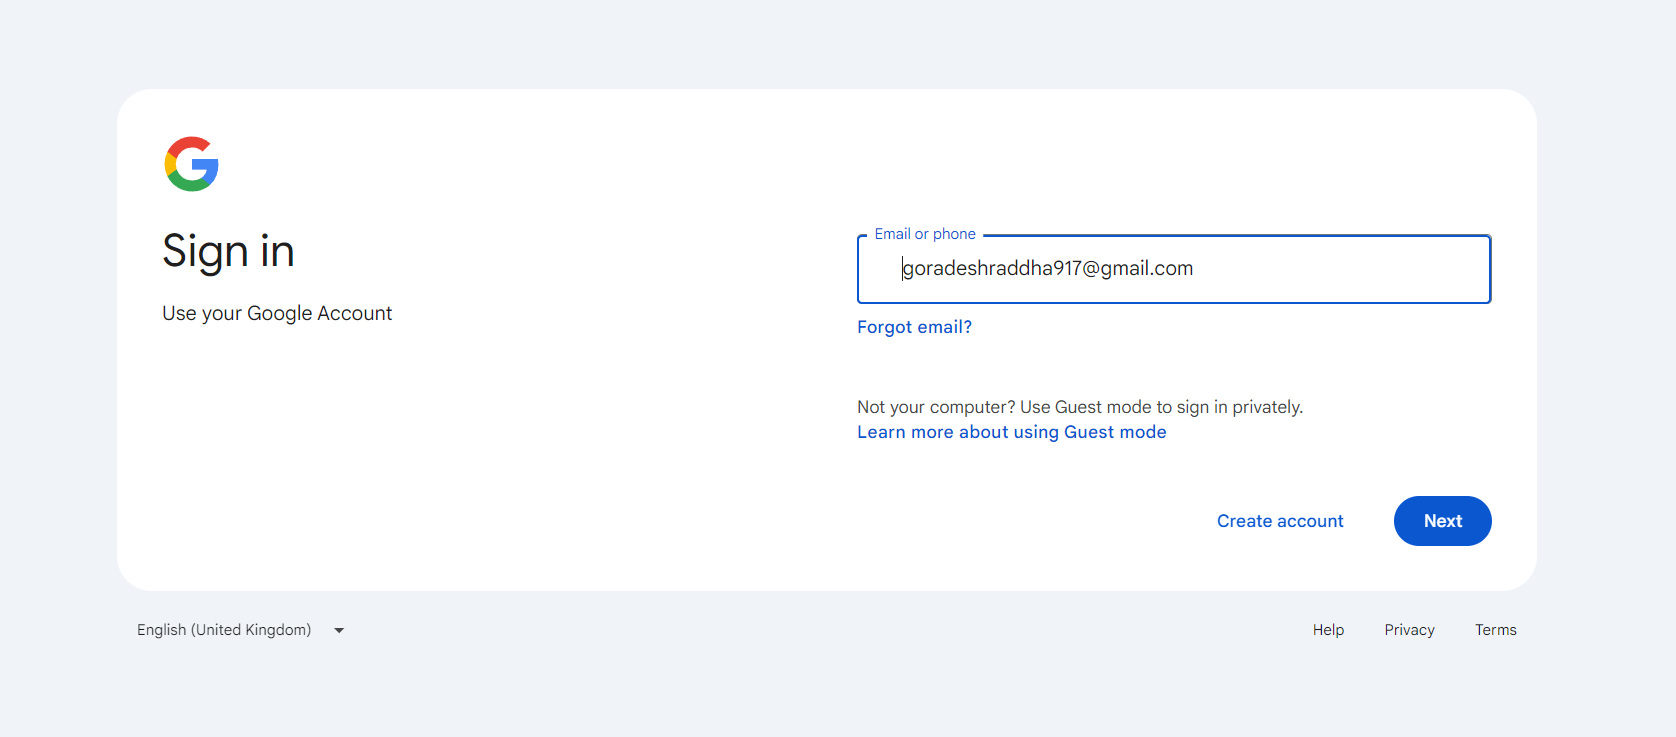 Sign in
Use your Google Account
Email or phone
goradeshraddha917@gmail.com
Forgot email?
Not your computer? Use Guest mode to sign in privately.
Learn more about using Guest mode
Create account
Next
English (United Kingdom)
Help
Privacy
Terms